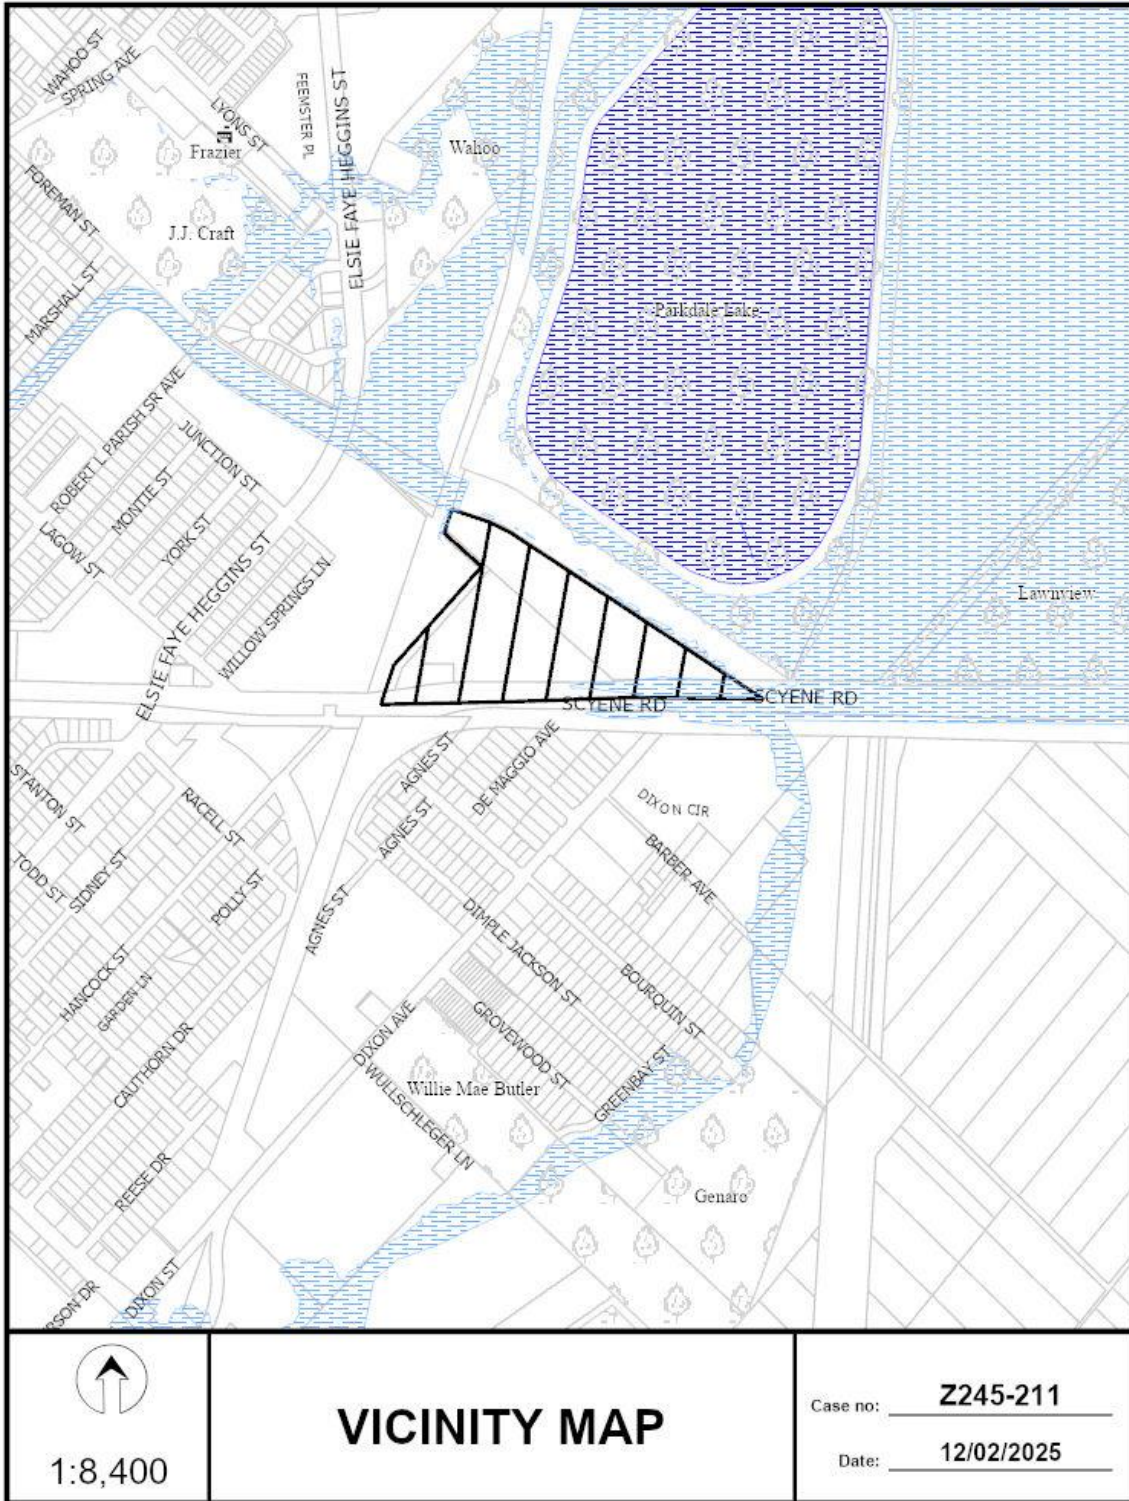 WAHOO ST
SPRING AVE
LYONS ST
FEEMSTER PL
ELSIE FAYE HEGGINS ST
Frazier
Wahoo
FOREMAN ST
J.J. Craft
MARSHALL ST
Parkdale Lake
ROBERT L PARISH SR AVE
JUNCTION ST
MONTIE ST
LAGOW ST
YORK ST
ELSIE FAYE HEGGINS ST
WILLOW SPRINGS LN
Lawnview
SCYENE RD
SCYENE RD
STANTON ST
AGNES ST
DE MAGGIO AVE
RACELL ST
AGNES ST
DIXON CIR
TODD ST
SIDNEY ST
BARBER AVE
POLLY ST
AGNES ST
DIMPLE JACKSON ST
HANCOCK ST
GARDEN LN
BOURQUIN ST
DIXON AVE
GROVEWOOD ST
CAUTHORN DR
GREENBAY ST
Willie Mae Butler
D WULLSCHLEGER LN
REESE DR
Genaro
RSON DR
DIXON ST
1:8,400
VICINITY MAP
Case no: Z245-211
Date: 12/02/2025